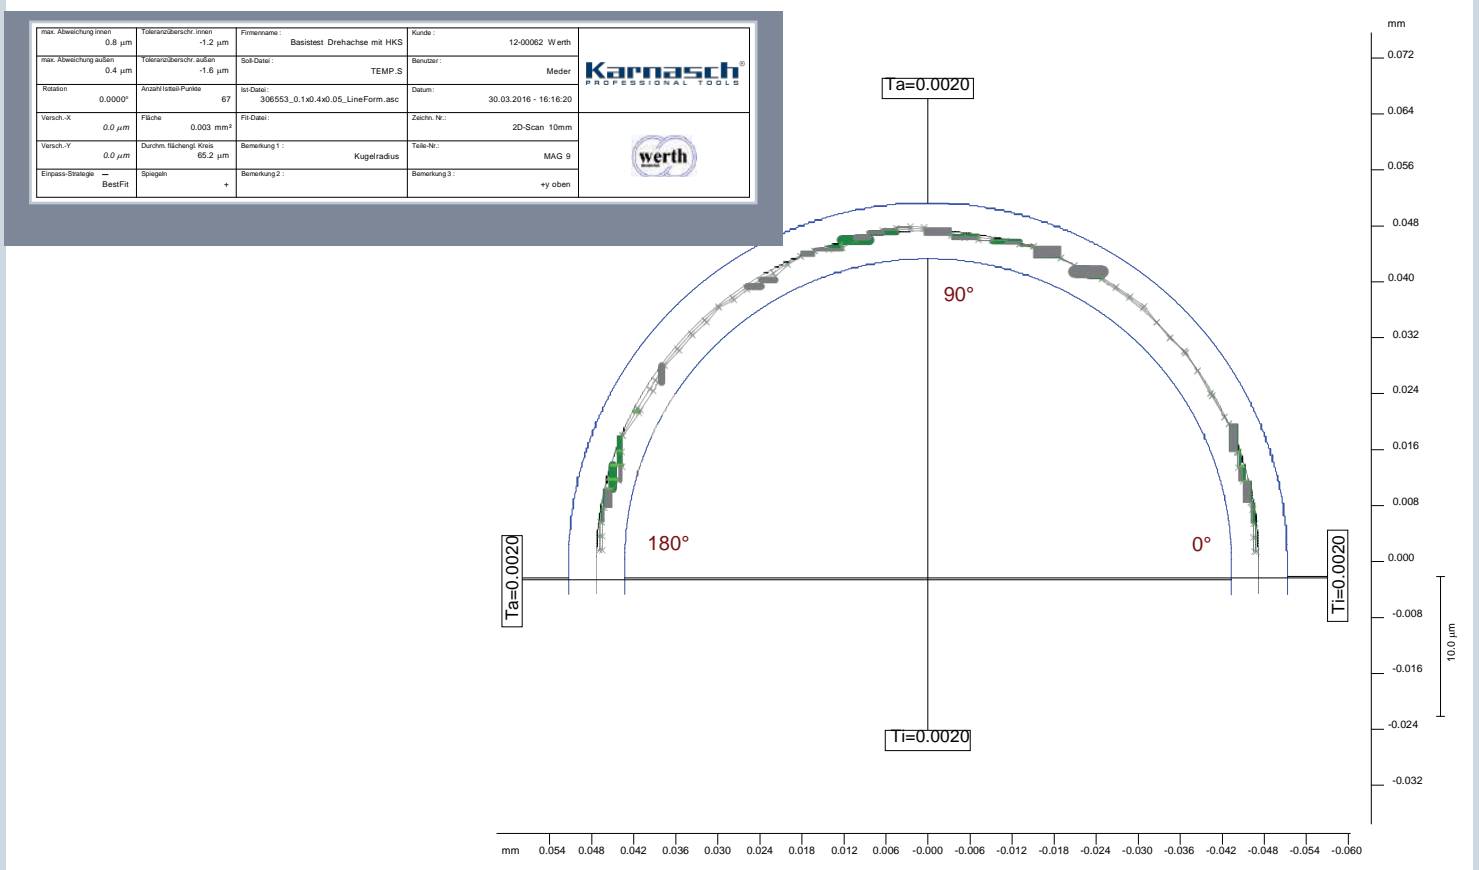 max. Abweichung innen
0.8 µm
Toleranzüberschr. innen
-1.2 µm
Firmenname :
Basistest Drehachse mit HKS
Kunde :
12-00062 Werth
max. Abweichung außen
0.4 µm
Toleranzüberschr. außen
-1.6 µm
Soll-Datei :
TEMP.S
Benutzer :
Meder
Rotation
0.0000°
Anzahl Istteil-Punkte
67
Ist-Datei :
306553_0.1x0.4x0.05_LineForm.asc
Datum :
30.03.2016 - 16:16:20
Versch.-X
0.0 µm
Fläche
0.003 mm²
Fit-Datei :
Zeichn. Nr.:
2D-Scan 10mm
Versch.-Y
0.0 µm
Durchm. flächengl. Kreis
65.2 µm
Bemerkung 1 :
Kugelradius
Teile-Nr.:
MAG 9
Einpass-Strategie
BestFit
Spiegeln
+
Bemerkung 2 :
Bemerkung 3 :
+y oben
Karnasch®
PROFESSIONAL TOOLS
werth
Ta=0.0020
90°
180°
0°
Ta=0.0020
Ti=0.0020
Ti=0.0020
mm
0.072
0.064
0.056
0.048
0.040
0.032
0.024
0.016
0.008
0.000
-0.008
-0.016
-0.024
-0.032
10.0 µm
mm 0.054 0.048 0.042 0.036 0.030 0.024 0.018 0.012 0.006 -0.000 -0.006 -0.012 -0.018 -0.024 -0.030 -0.036 -0.042 -0.048 -0.054 -0.060